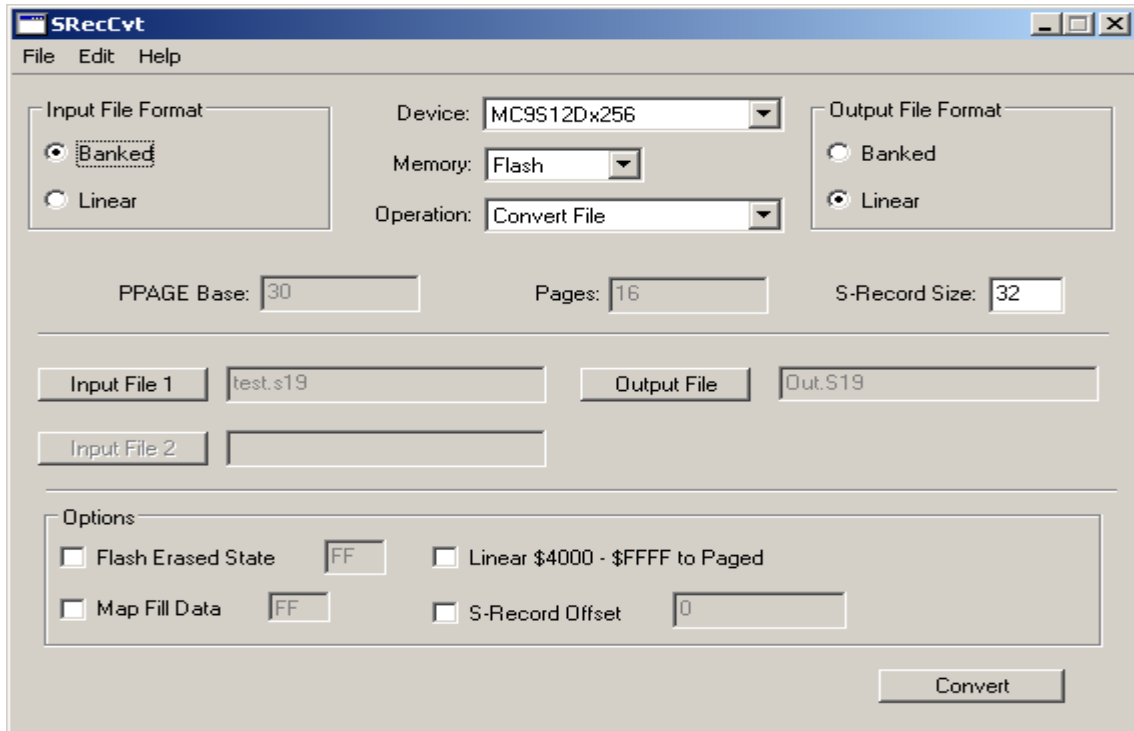 SRecCvt
File Edit Help
Input File Format
Device: MC9S12Dx256
Output File Format
Banked
Memory: Flash
Banked
Linear
Operation: Convert File
Linear
PPAGE Base: 30 Pages: 16 S-Record Size: 32
Input File 1 test.s19 Output File Out.S19
Input File 2
Options
Flash Erased State FF Linear $4000 - $FFFF to Paged
Map Fill Data FF S-Record Offset 0
Convert